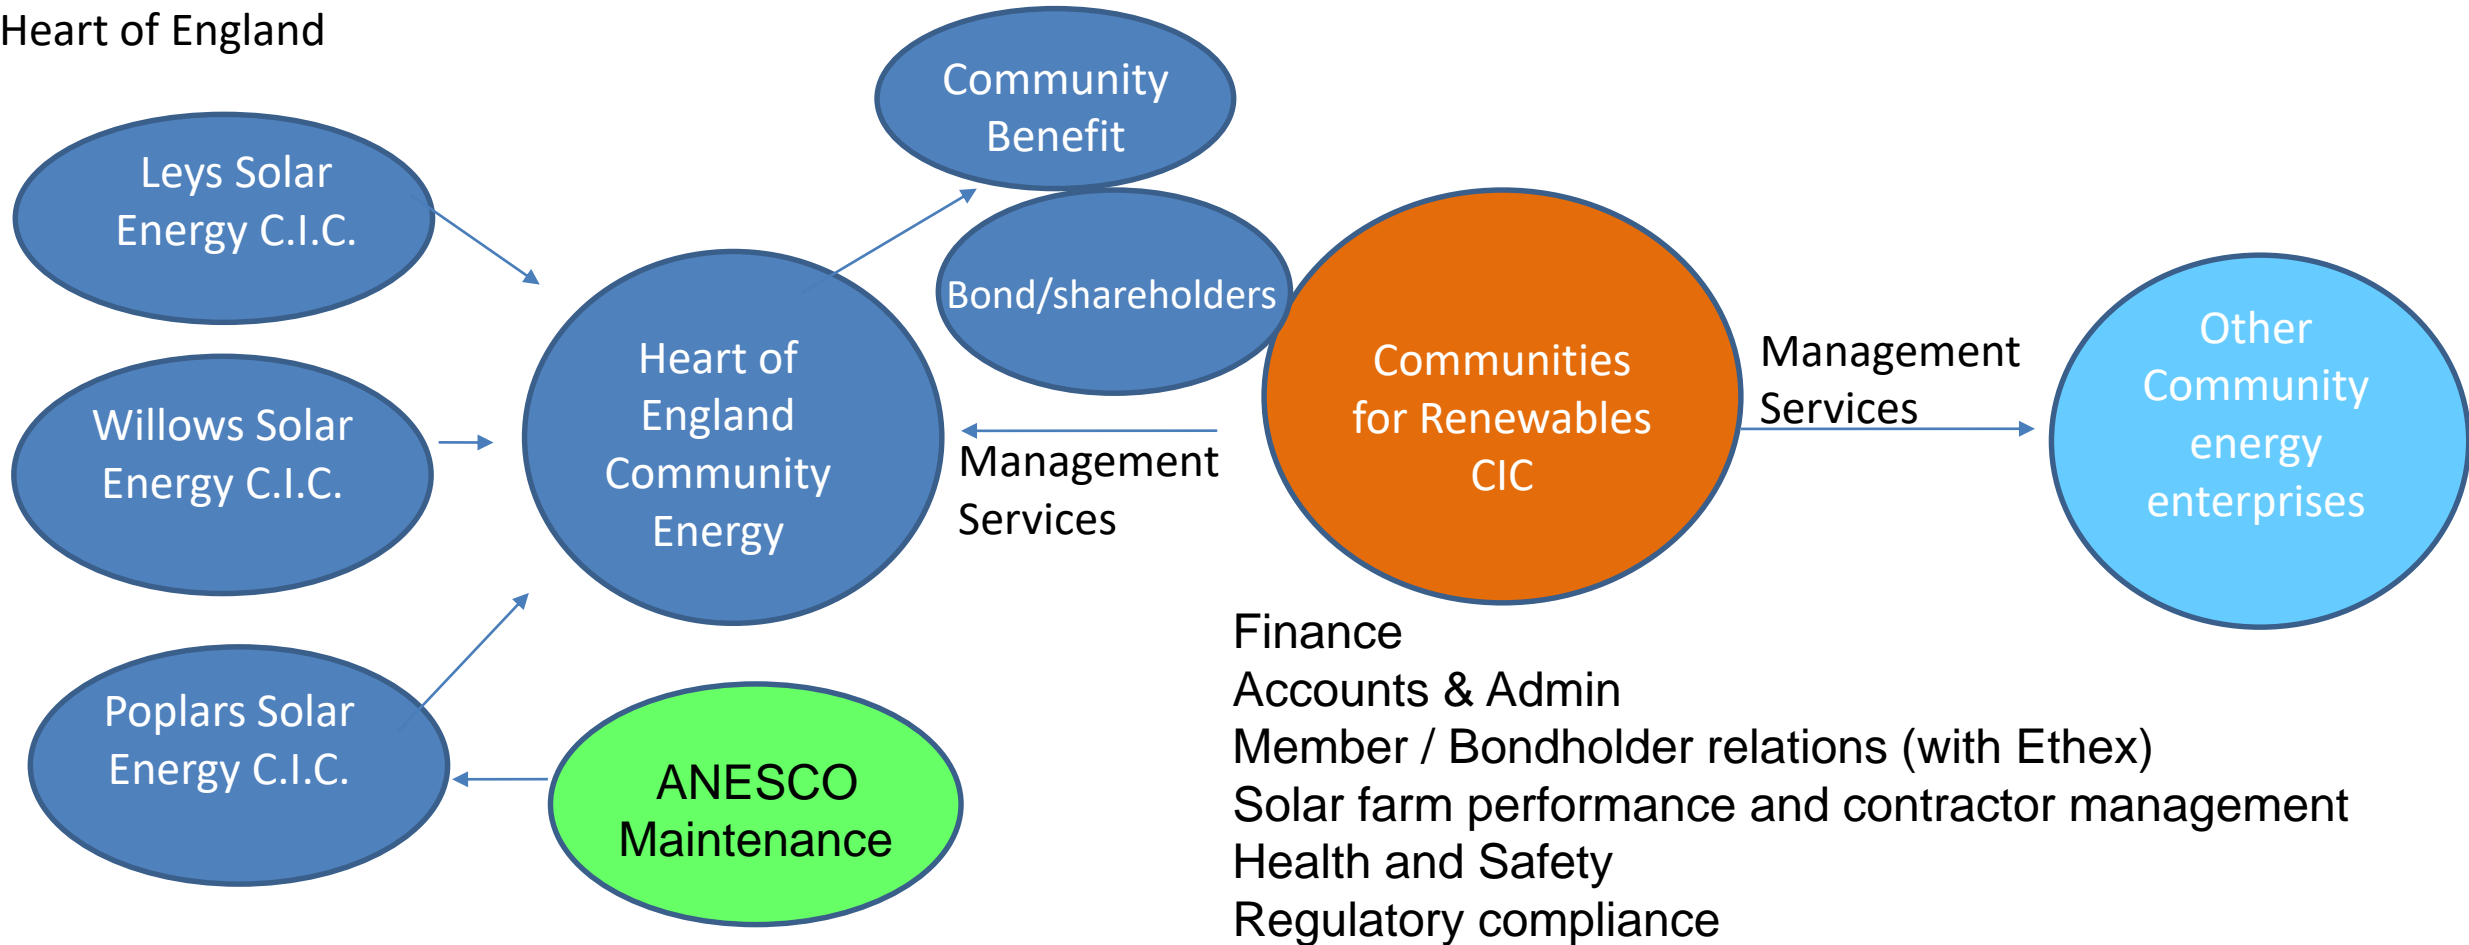 Heart of England
Community
Benefit
Leys Solar
Energy C.I.C.
Bond/shareholders
Willows Solar
Energy C.I.C.
Heart of
England
Community
Energy
Management
Services
Communities
for Renewables
CIC
Management
Services
Other
Community
energy
enterprises
Poplars Solar
Energy C.I.C.
ANESCO
Maintenance
Finance
Accounts & Admin
Member / Bondholder relations (with Ethex)
Solar farm performance and contractor management
Health and Safety
Regulatory compliance